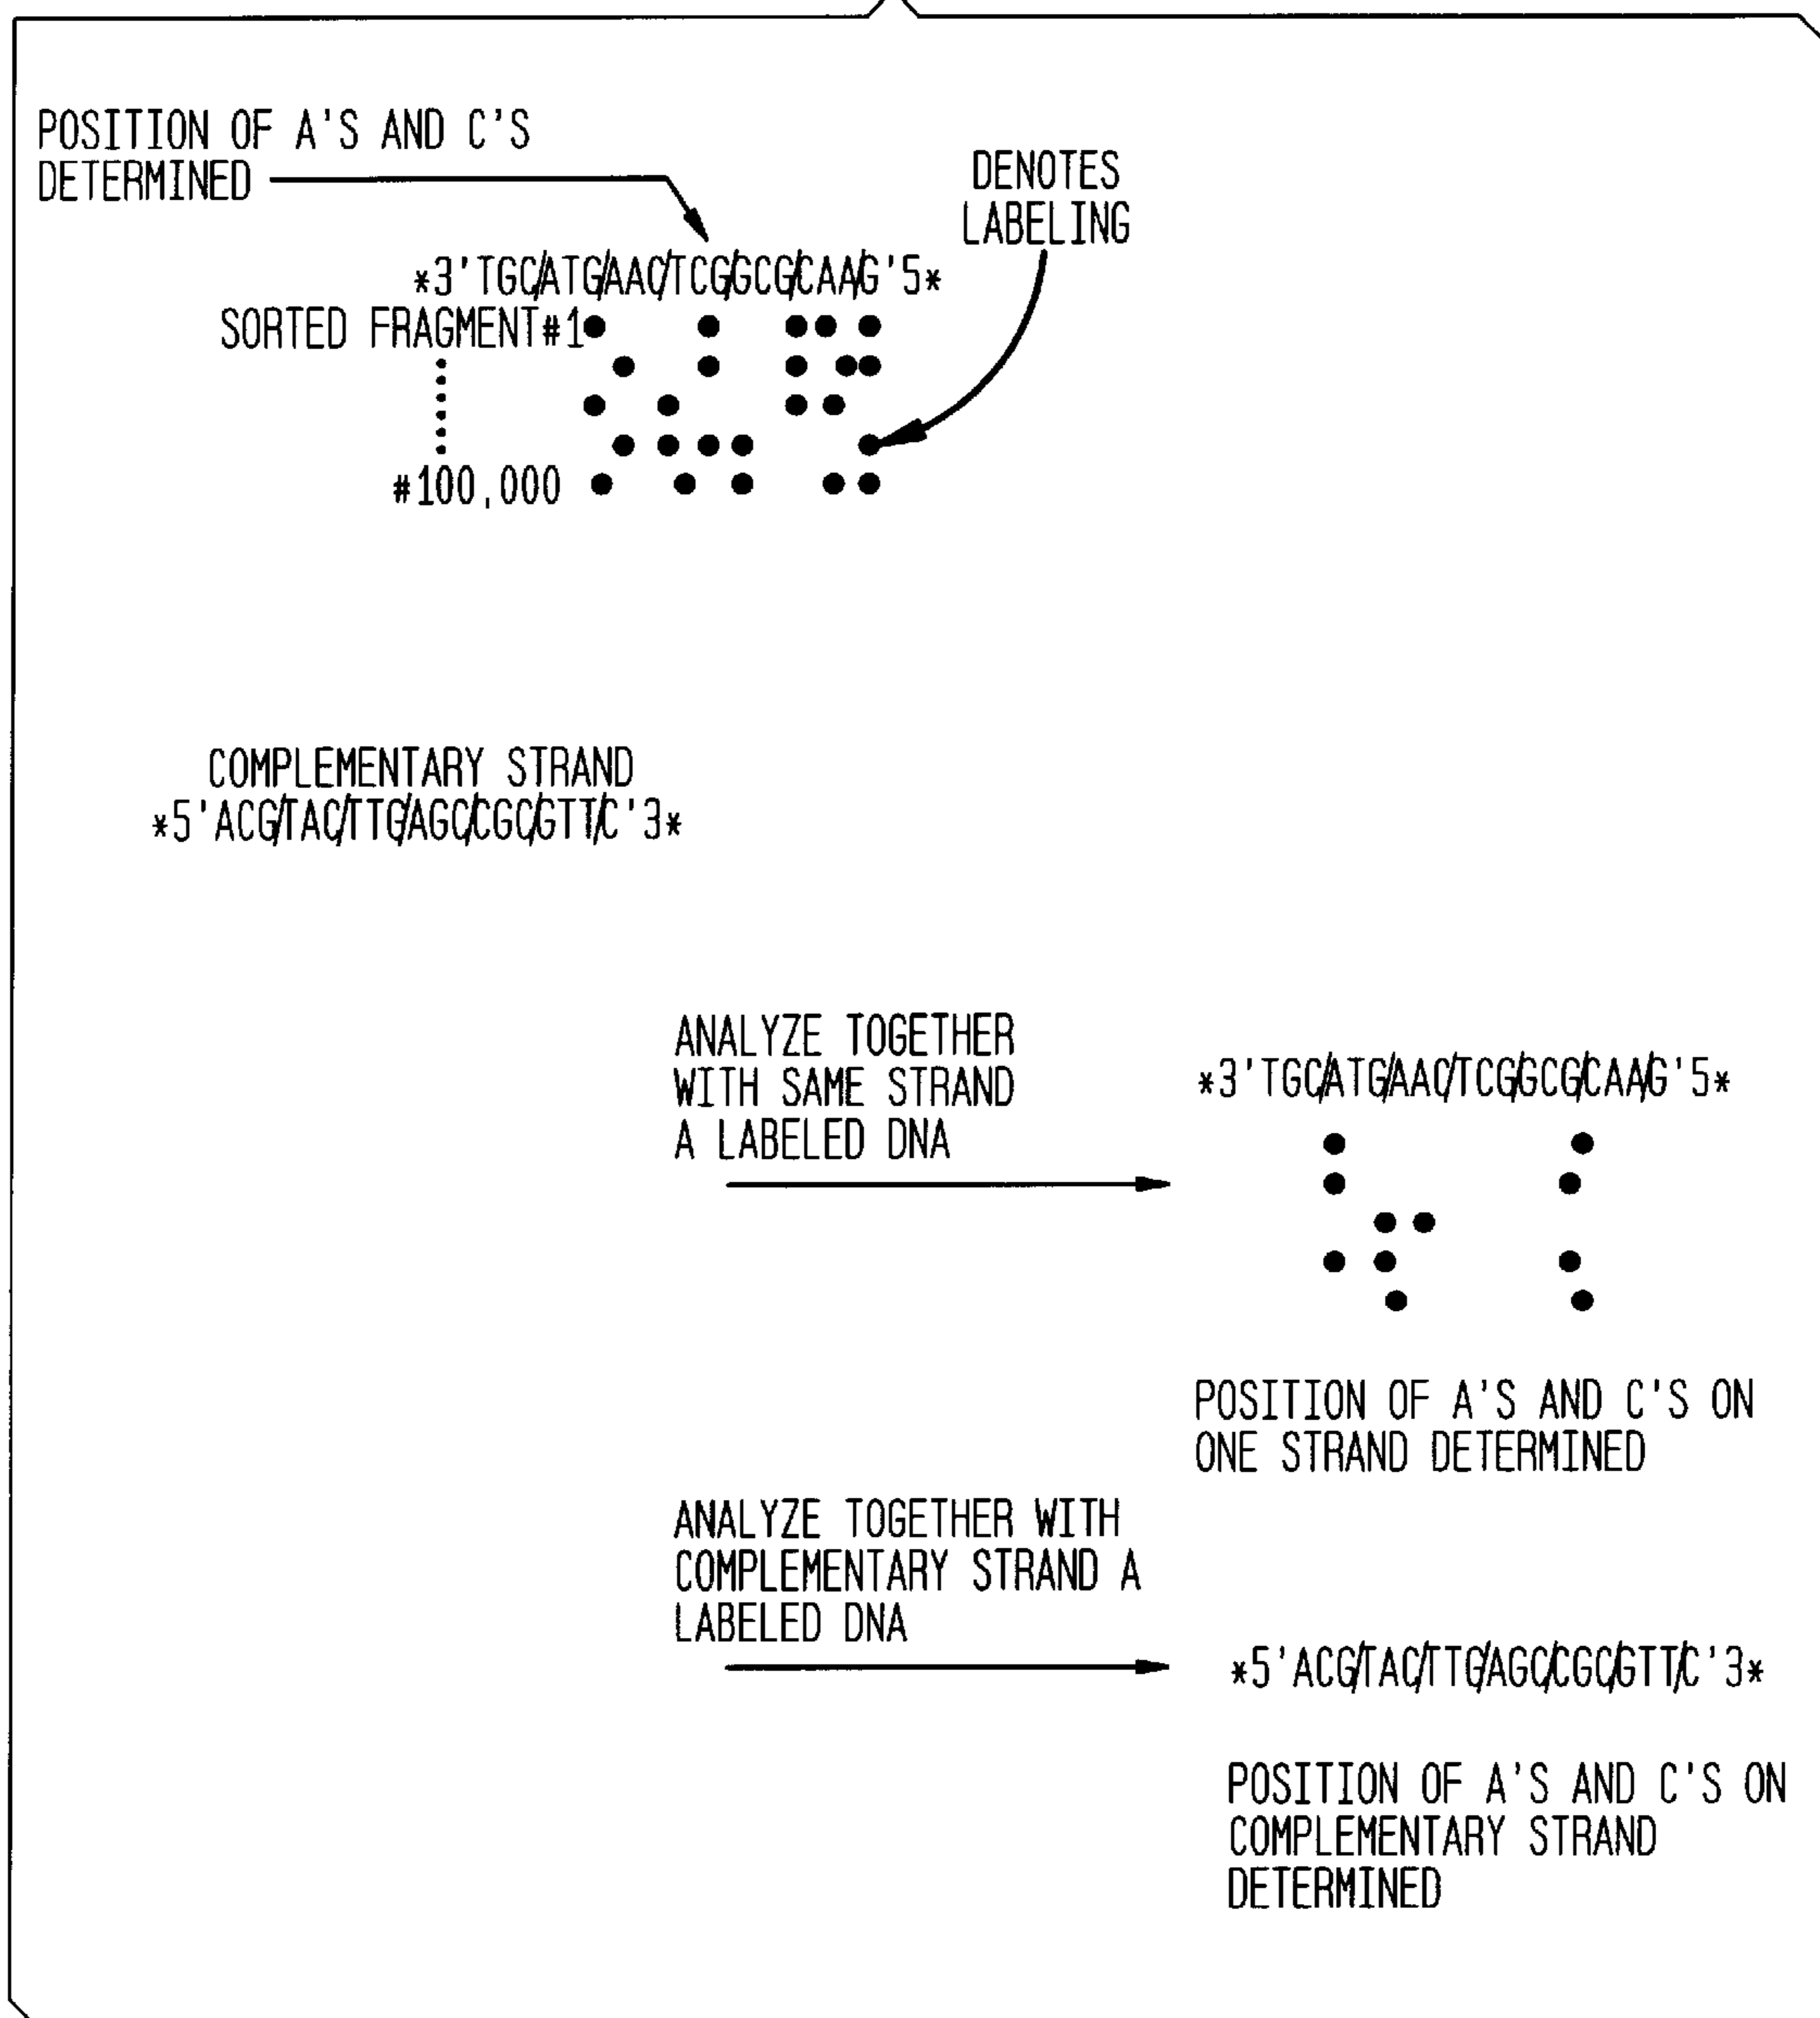 POSITION OF A'S AND C'S
DETERMINED
DENOTES
LABELING
*3'TGC/ATG/AAC/TCG/GCG/CAA/G'5*
SORTED FRAGMENT#1
#100,000
COMPLEMENTARY STRAND
*5'ACG/TAC/TTG/AGC/CGC/GTT/C'3*
ANALYZE TOGETHER
WITH SAME STRAND
A LABELED DNA
*3'TGC/ATG/AAC/TCG/GCG/CAA/G'5*
POSITION OF A'S AND C'S ON
ONE STRAND DETERMINED
ANALYZE TOGETHER WITH
COMPLEMENTARY STRAND A
LABELED DNA
*5'ACG/TAC/TTG/AGC/CGC/GTT/C'3*
POSITION OF A'S AND C'S ON
COMPLEMENTARY STRAND
DETERMINED